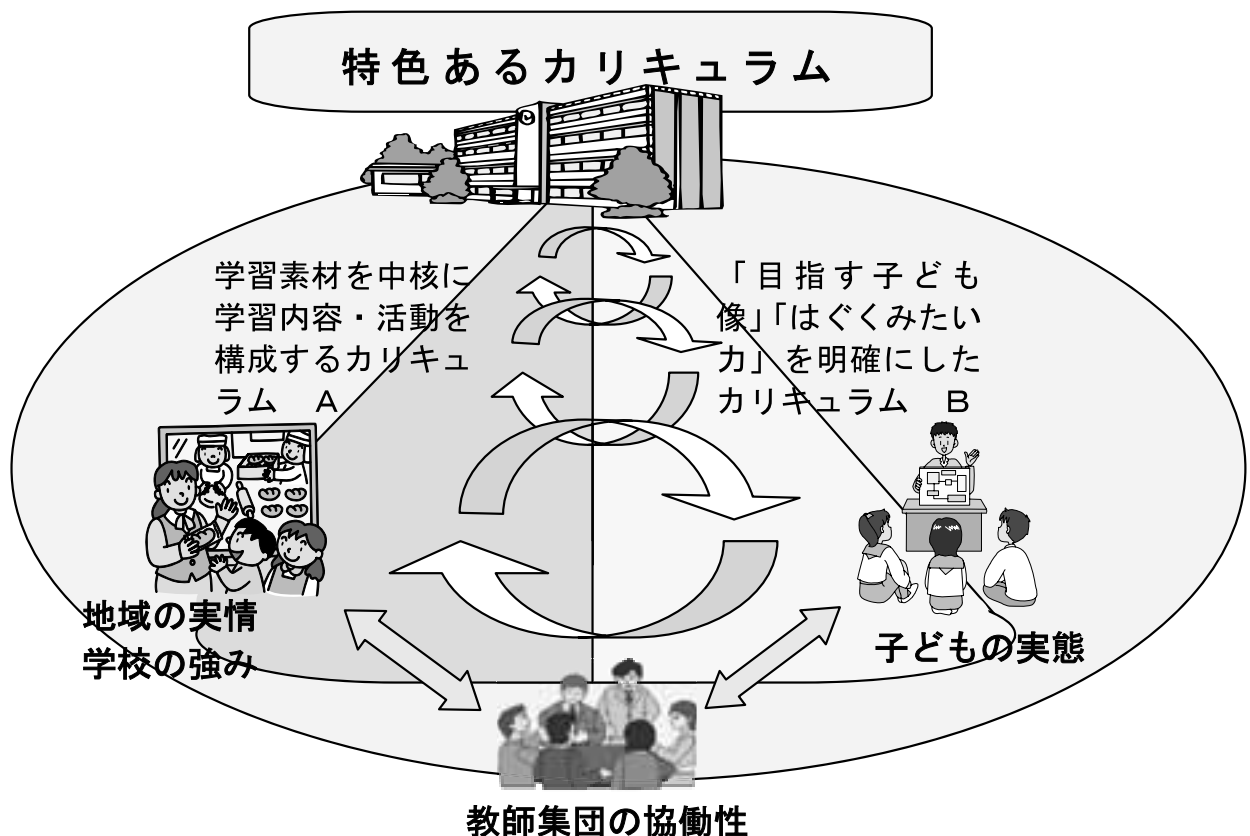 特色あるカリキュラム
学習素材を中核に
学習内容・活動を
構成するカリキュ
ラム　A
「目指す子ども
像」「はぐくみたい
力」を明確にした
カリキュラム　B
地域の実情
学校の強み
子どもの実態
教師集団の協働性